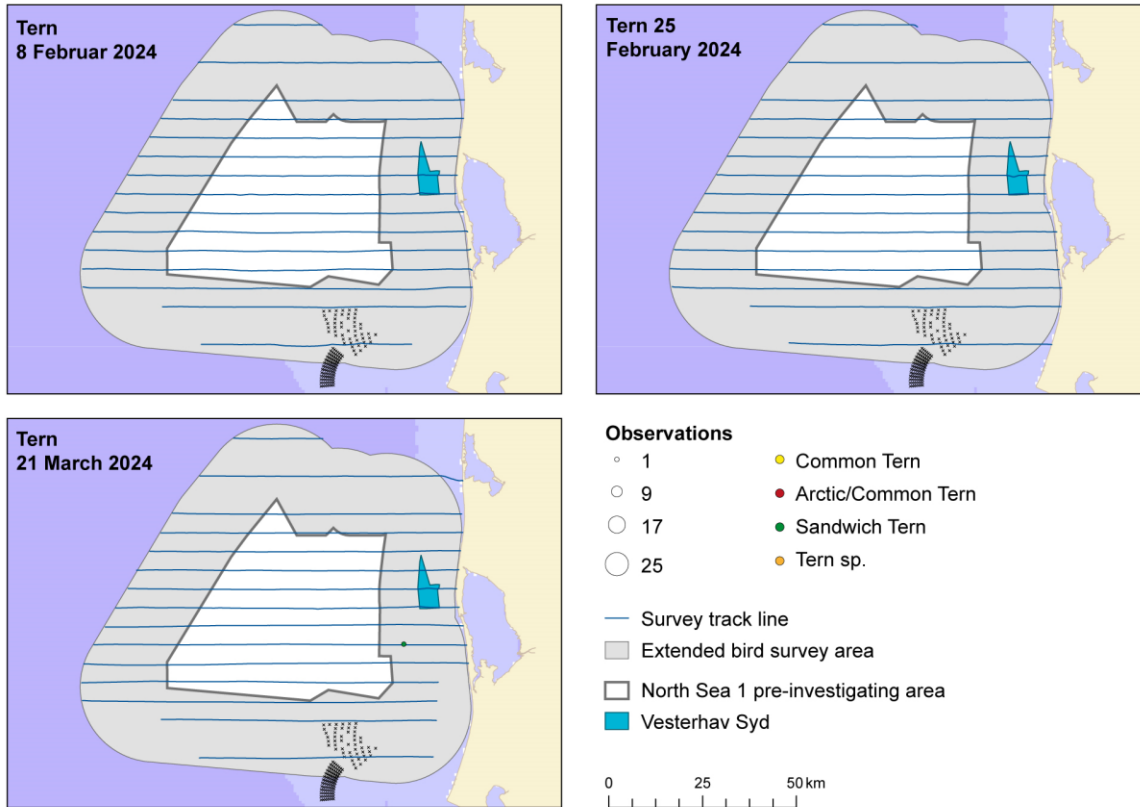 Tern
8 Februar 2024
Tern 25
February 2024
Tern
21 March 2024
Observations
1
9
17
25
Common Tern
Arctic/Common Tern
Sandwich Tern
Tern sp.
Survey track line
Extended bird survey area
North Sea 1 pre-investigating area
Vesterhav Syd
0 25 50 km